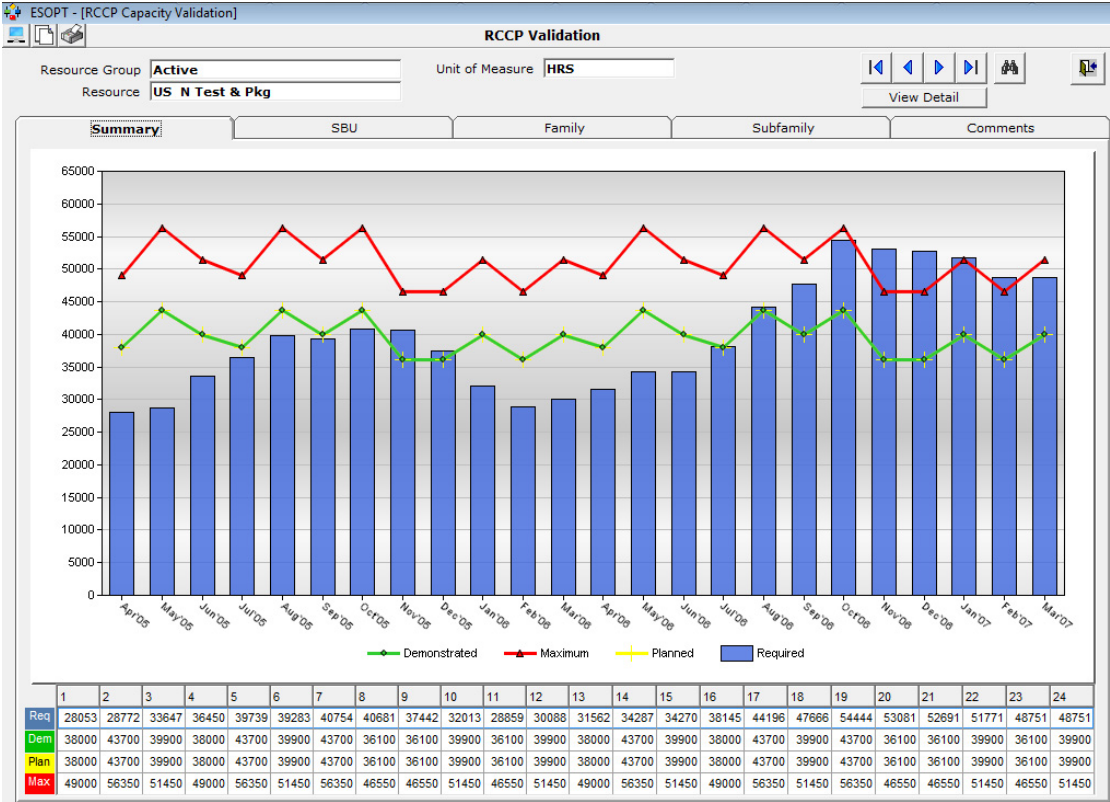 ESOPT - [RCCP Capacity Validation]
RCCP Validation
Resource Group Active Unit of Measure HRS
Resource US N Test & Pkg
View Detail
Summary SBU Family Subfamily Comments
65000
60000
55000
50000
45000
40000
35000
30000
25000
20000
15000
10000
5000
0
Apr'05 May'05 Jun'05 Jul'05 Aug'05 Sep'05 Oct'05 Nov'05 Dec'05 Jan'06 Feb'06 Mar'06 Apr'06 May'06 Jun'06 Jul'06 Aug'06 Sep'06 Oct'06 Nov'06 Dec'06 Jan'07 Feb'07 Mar'07
Demonstrated Maximum Planned Required
1 2 3 4 5 6 7 8 9 10 11 12 13 14 15 16 17 18 19 20 21 22 23 24
Req 28053 28772 33647 36450 39739 39283 40754 40681 37442 32013 28859 30088 31562 34287 34270 38145 44196 47666 54444 53081 52691 51771 48751 48751
Dem 38000 43700 39900 38000 43700 39900 43700 36100 36100 39900 36100 39900 38000 43700 39900 38000 43700 39900 43700 36100 36100 39900 36100 39900
Plan 38000 43700 39900 38000 43700 39900 43700 36100 36100 39900 36100 39900 38000 43700 39900 38000 43700 39900 43700 36100 36100 39900 36100 39900
Max 49000 56350 51450 49000 56350 51450 56350 46550 46550 51450 46550 51450 49000 56350 51450 49000 56350 51450 56350 46550 46550 51450 46550 51450